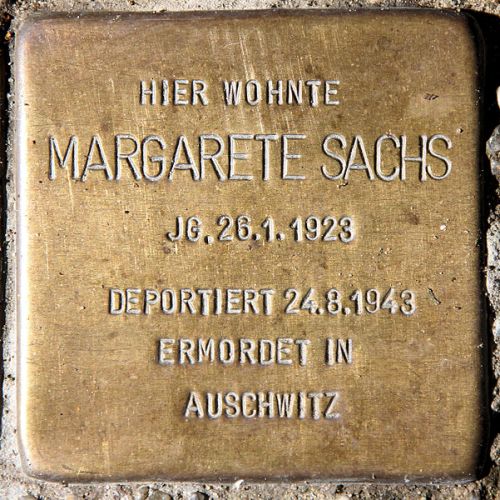 HIER WOHNTE
MARGARETE SACHS
JG. 26.1.1923
DEPORTIERT 24.8.1943
ERMORDET IN
AUSCHWITZ